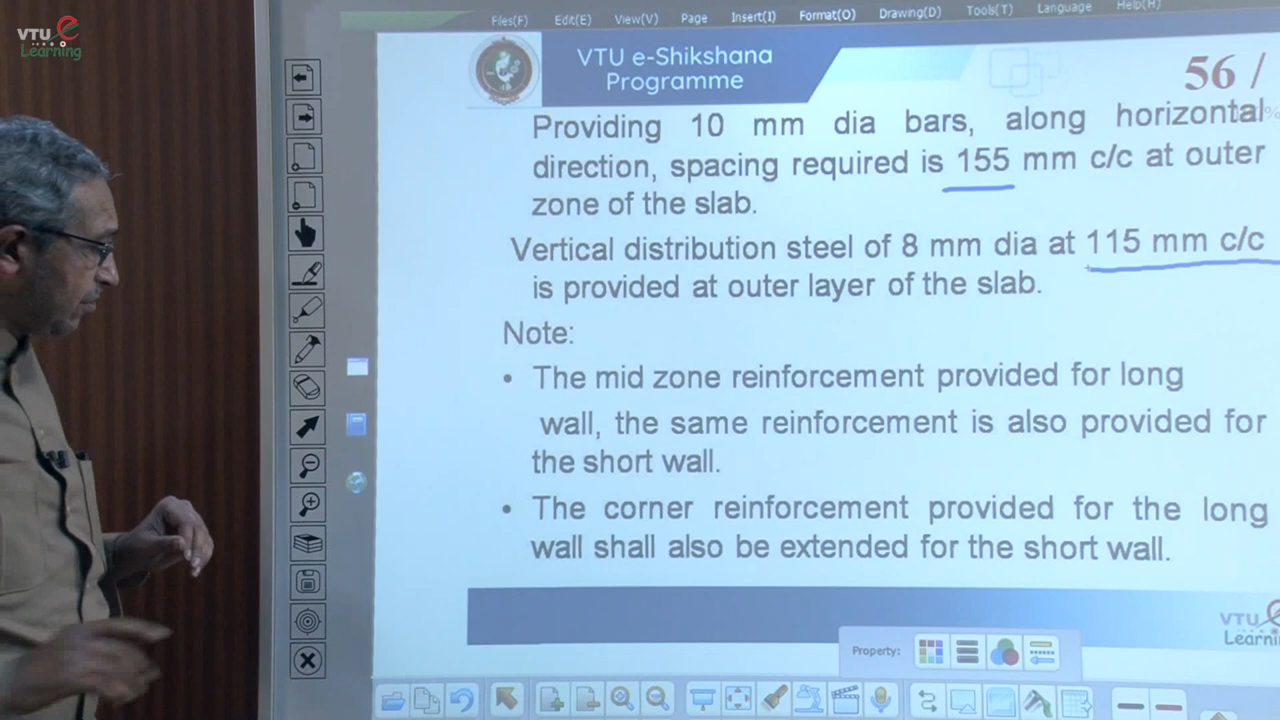 VTU e
Learning
Files(F) Edit(E) View(V) Page Insert(I) Format(O) Drawing(D) Tools(T) Language Help(H)
VTU e-Shikshana
Programme
56 /
Providing 10 mm dia bars, along horizontal
direction, spacing required is 155 mm c/c at outer
zone of the slab.
Vertical distribution steel of 8 mm dia at 115 mm c/c
is provided at outer layer of the slab.
Note:
• The mid zone reinforcement provided for long
wall, the same reinforcement is also provided for
the short wall.
• The corner reinforcement provided for the long
wall shall also be extended for the short wall.
VTU e
Learni
Property: